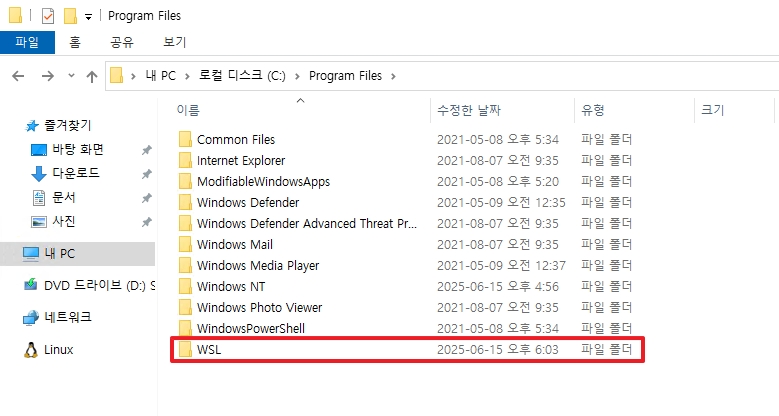 Program Files
파일 홈 공유 보기
내 PC 로컬 디스크 (C:) Program Files
즐겨찾기
바탕 화면
다운로드
문서
사진
내 PC
DVD 드라이브 (D:) S
네트워크
Linux
이름 수정한 날짜 유형 크기
Common Files 2021-05-08 오후 5:34 파일 폴더
Internet Explorer 2021-08-07 오전 9:35 파일 폴더
ModifiableWindowsApps 2021-05-08 오후 5:20 파일 폴더
Windows Defender 2021-05-09 오전 12:35 파일 폴더
Windows Defender Advanced Threat Pr... 2021-08-07 오전 9:35 파일 폴더
Windows Mail 2021-08-07 오전 9:35 파일 폴더
Windows Media Player 2021-05-09 오전 12:37 파일 폴더
Windows NT 2025-06-15 오후 4:56 파일 폴더
Windows Photo Viewer 2021-08-07 오전 9:35 파일 폴더
WindowsPowerShell 2021-05-08 오후 5:34 파일 폴더
WSL 2025-06-15 오후 6:03 파일 폴더